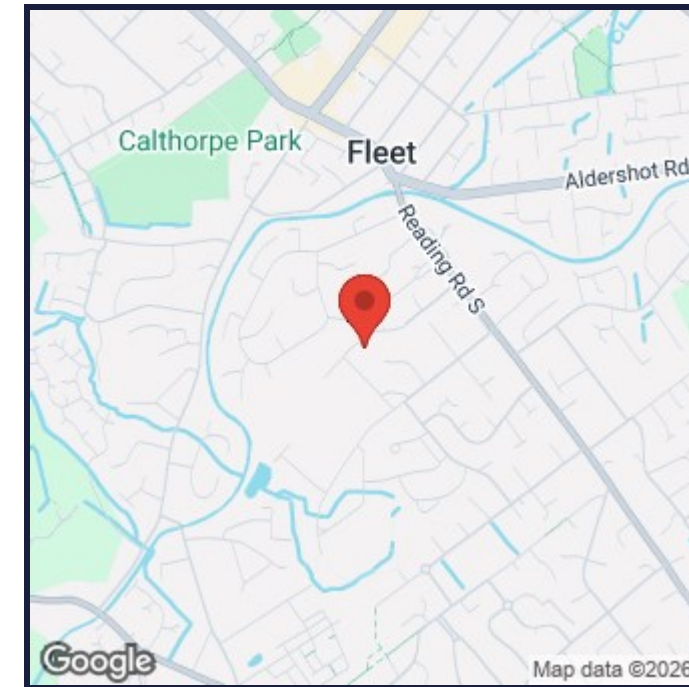 Calthorpe Park
Fleet
Aldershot Rd
Reading Rd S
Google
Map data ©2026